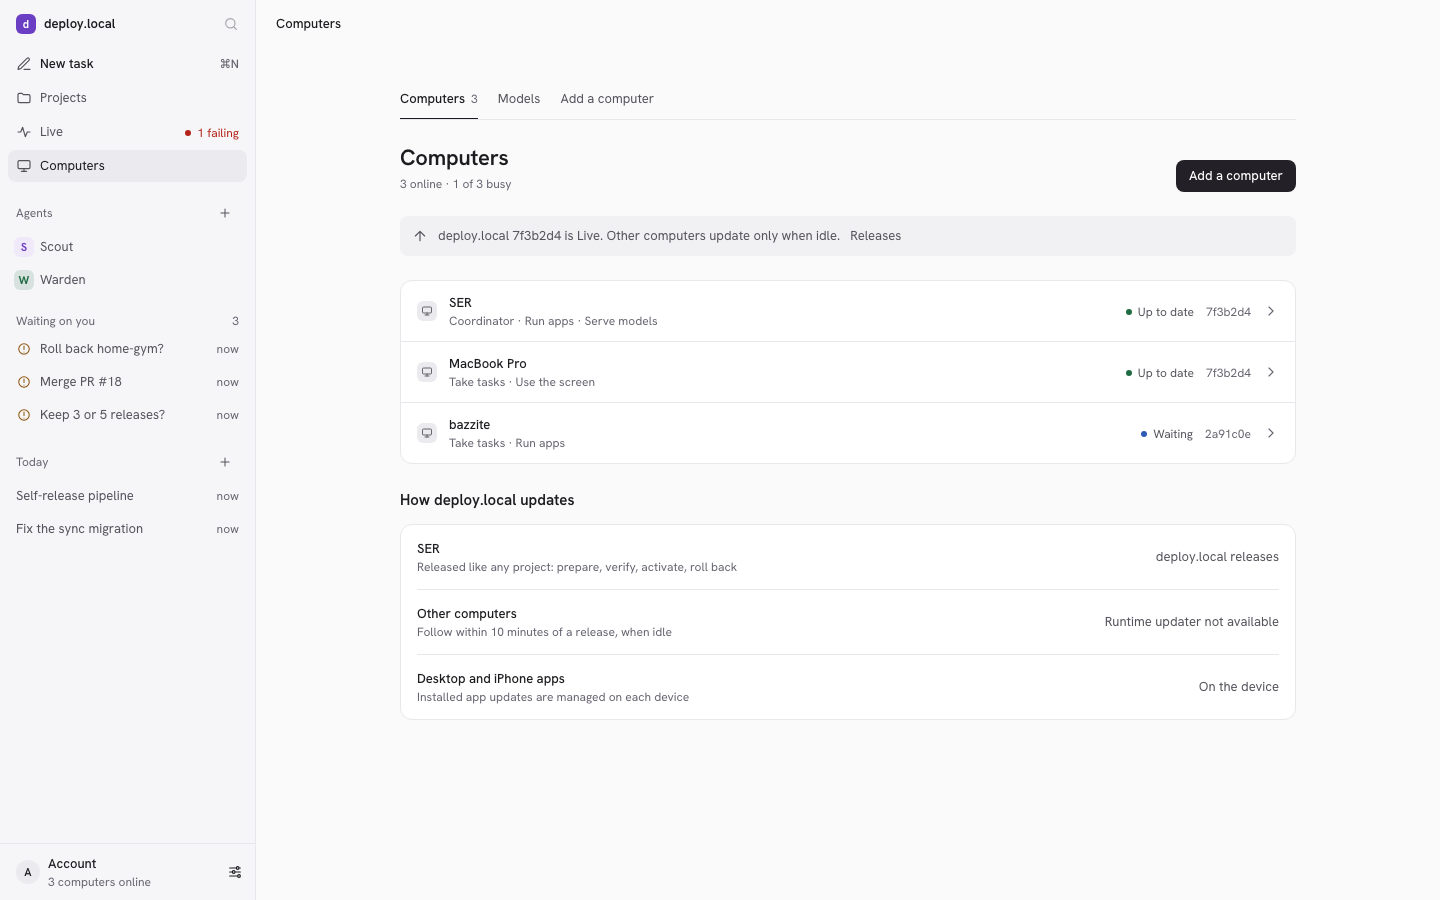 d deploy.local
New task ⌘N
Projects
Live 1 failing
Computers
Agents
S Scout
W Warden
Waiting on you 3
Roll back home-gym? now
Merge PR #18 now
Keep 3 or 5 releases? now
Today
Self-release pipeline now
Fix the sync migration now
A Account
3 computers online
Computers
Computers 3 Models Add a computer
Computers
3 online · 1 of 3 busy
Add a computer
deploy.local 7f3b2d4 is Live. Other computers update only when idle. Releases
SER
Coordinator · Run apps · Serve models
Up to date 7f3b2d4
MacBook Pro
Take tasks · Use the screen
Up to date 7f3b2d4
bazzite
Take tasks · Run apps
Waiting 2a91c0e
How deploy.local updates
SER
Released like any project: prepare, verify, activate, roll back
deploy.local releases
Other computers
Follow within 10 minutes of a release, when idle
Runtime updater not available
Desktop and iPhone apps
Installed app updates are managed on each device
On the device